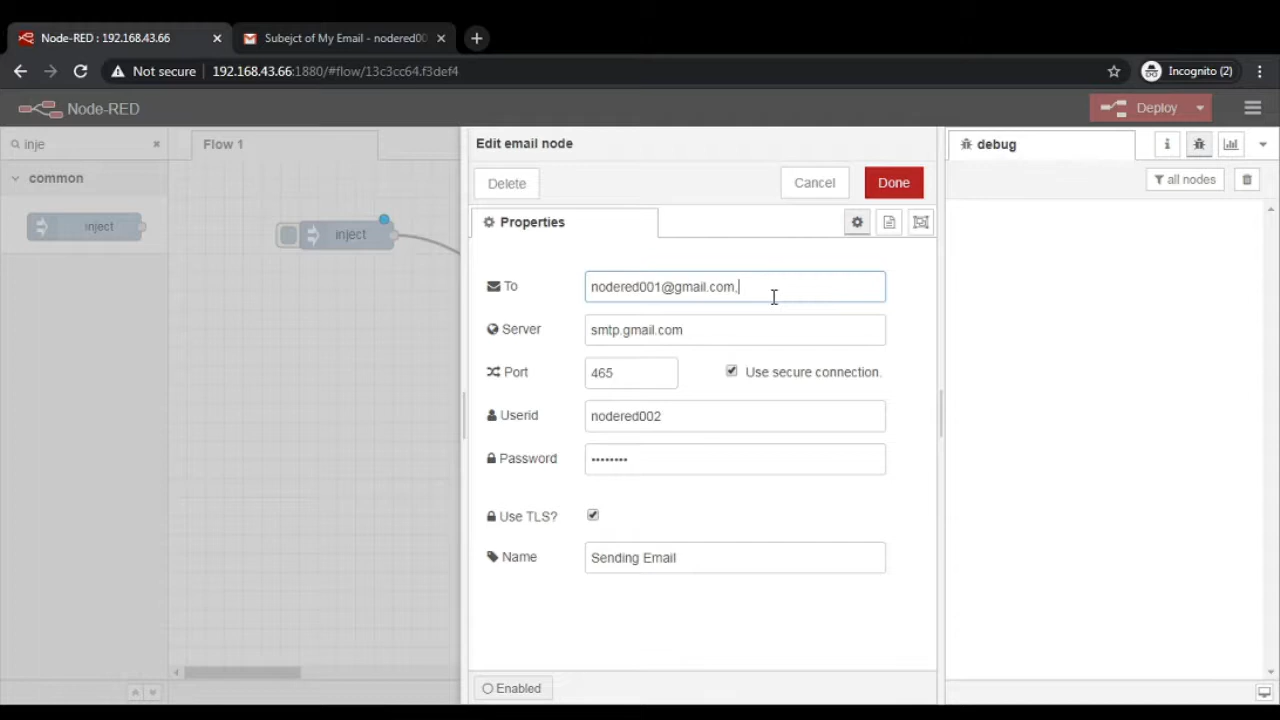 Node-RED : 192.168.43.66
Subejct of My Email - nodered00
Not secure
192.168.43.66:1880/#flow/13c3cc64.f3def4
Incognito (2)
Node-RED
Deploy
inje
Flow 1
Edit email node
debug
common
Delete
Cancel
Done
all nodes
inject
inject
Properties
To
nodered001@gmail.com,
Server
smtp.gmail.com
Port
465
Use secure connection.
Userid
nodered002
Password
••••••••
Use TLS?
Name
Sending Email
Enabled